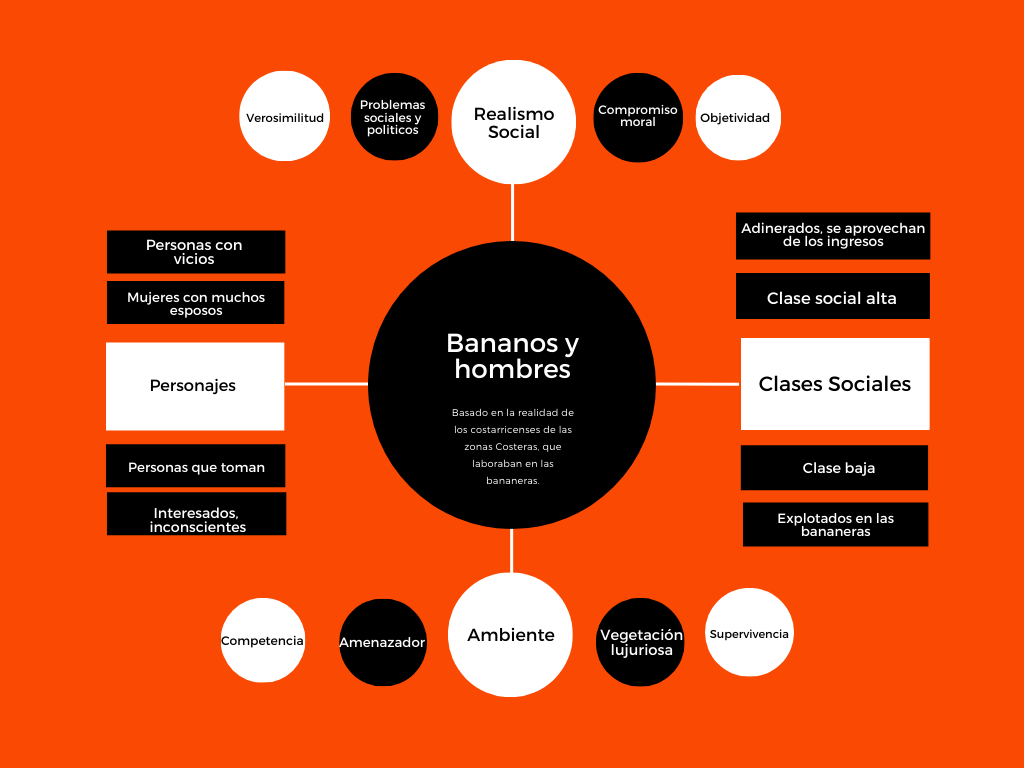 Verosimilitud
Problemas
sociales y
politicos
Realismo
Social
Compromiso
moral
Objetividad
Personas con
vicios
Mujeres con muchos
esposos
Personajes
Personas que toman
Interesados,
inconscientes
Bananos y
hombres
Basado en la realidad de
los costarricenses de las
zonas Costeras, que
laboraban en las
bananeras.
Adinerados, se aprovechan
de los ingresos
Clase social alta
Clases Sociales
Clase baja
Explotados en las
bananeras
Competencia
Amenazador
Ambiente
Vegetación
lujuriosa
Supervivencia